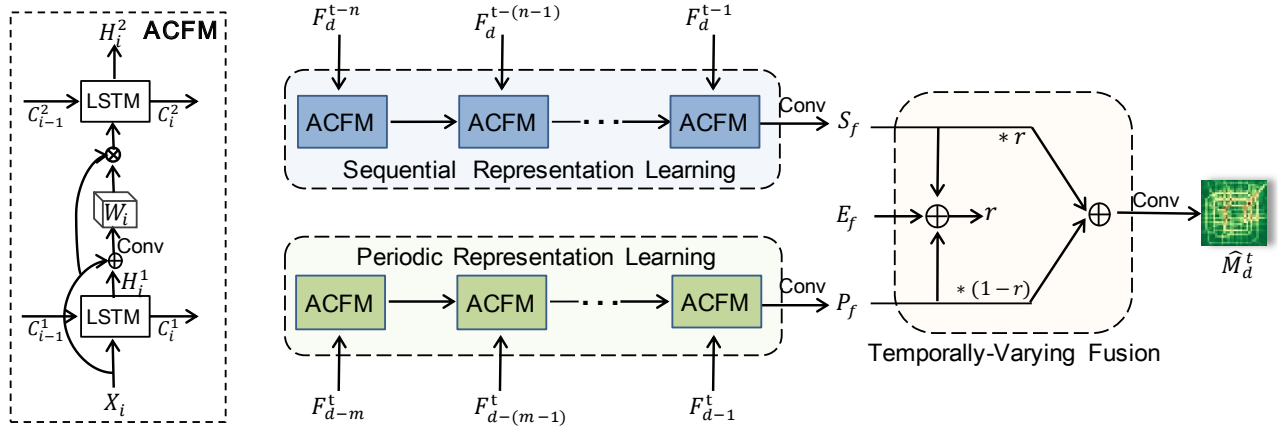 ACFM
H_i^2
LSTM
C_{i-1}^2
C_i^2
⊗
W_i
Conv
⊕
H_i^1
LSTM
C_{i-1}^1
C_i^1
X_i
F_d^{t-n}
F_d^{t-(n-1)}
F_d^{t-1}
ACFM
ACFM
· · ·
ACFM
Conv
Sequential Representation Learning
Periodic Representation Learning
ACFM
ACFM
· · ·
ACFM
Conv
F_{d-m}^t
F_{d-(m-1)}^t
F_{d-1}^t
S_f
E_f
P_f
* r
⊕
r
* (1-r)
⊕
Conv
Temporally-Varying Fusion
\widehat{M}_d^t